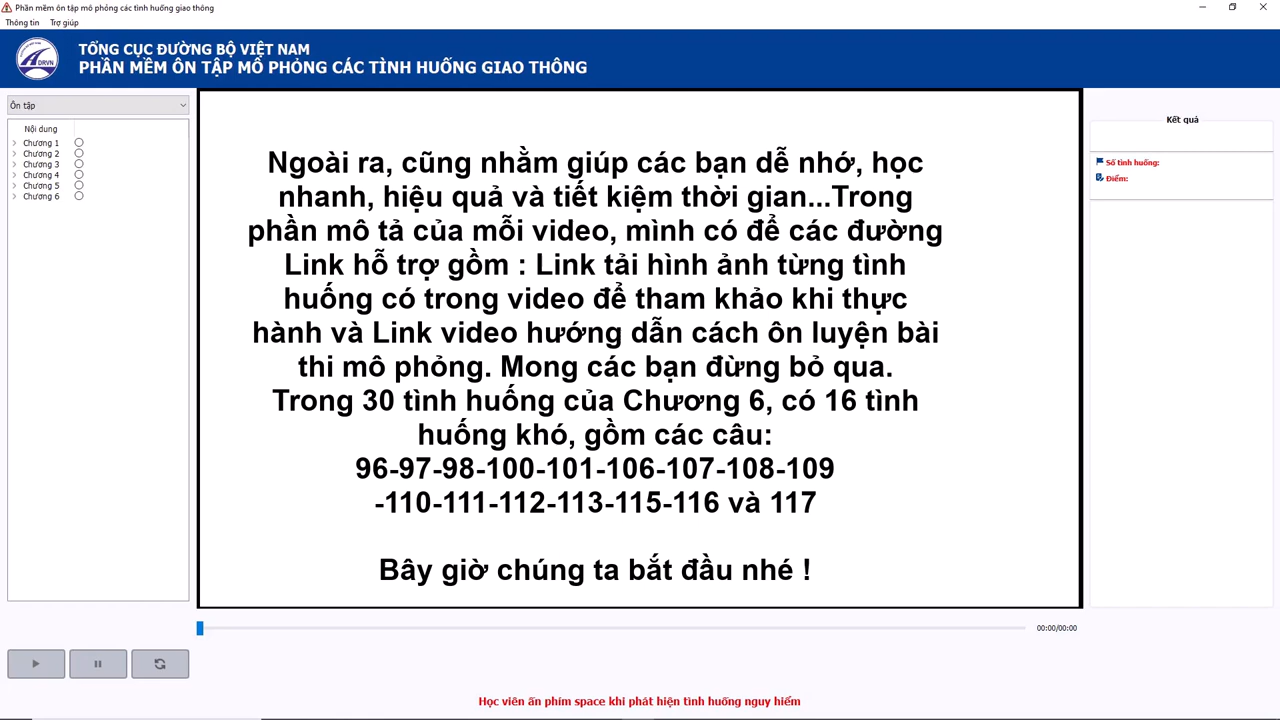 Phần mềm ôn tập mô phỏng các tình huống giao thông
Thông tin Trợ giúp
TỔNG CỤC ĐƯỜNG BỘ VIỆT NAM
PHẦN MỀM ÔN TẬP MÔ PHỎNG CÁC TÌNH HUỐNG GIAO THÔNG
DRVN
Ôn tập
Nội dung
Chương 1
Chương 2
Chương 3
Chương 4
Chương 5
Chương 6
Ngoài ra, cũng nhằm giúp các bạn dễ nhớ, học
nhanh, hiệu quả và tiết kiệm thời gian...Trong
phần mô tả của mỗi video, mình có để các đường
Link hỗ trợ gồm : Link tải hình ảnh từng tình
huống có trong video để tham khảo khi thực
hành và Link video hướng dẫn cách ôn luyện bài
thi mô phỏng. Mong các bạn đừng bỏ qua.
Trong 30 tình huống của Chương 6, có 16 tình
huống khó, gồm các câu:
96-97-98-100-101-106-107-108-109
-110-111-112-113-115-116 và 117
Bây giờ chúng ta bắt đầu nhé !
Kết quả
Số tình huống:
Điểm:
00:00/00:00
Học viên ấn phím space khi phát hiện tình huống nguy hiểm